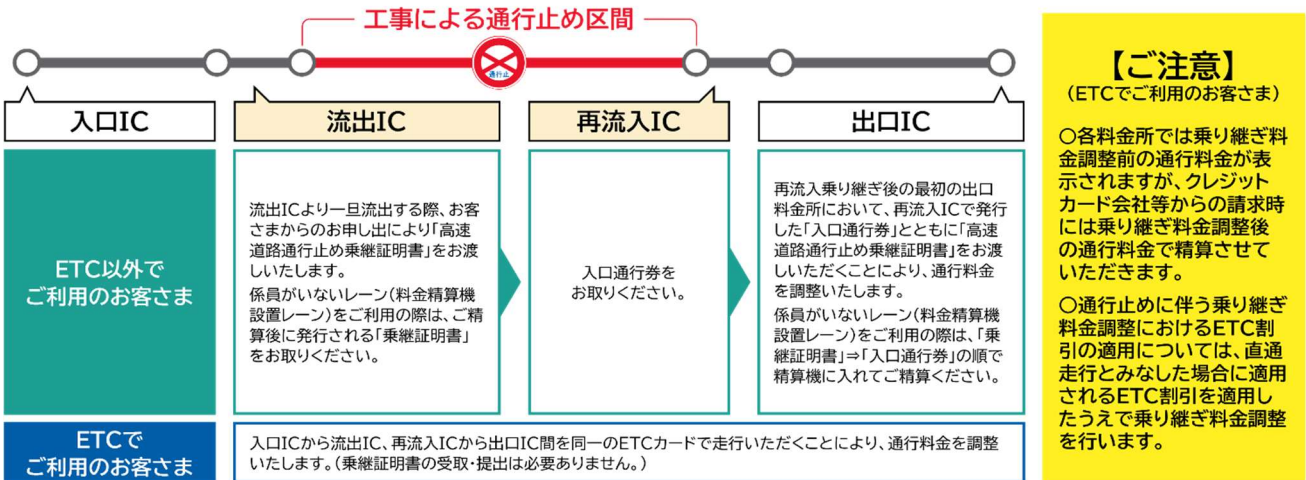 工事による通行止め区間
通行止
入口IC
流出IC
再流入IC
出口IC
ETC以外で
ご利用のお客さま
流出ICより一旦流出する際、お客
さまからのお申し出により「高速
道路通行止め乗継証明書」をお渡
しいたします。
係員がいないレーン(料金精算機
設置レーン)をご利用の際は、ご精
算後に発行される「乗継証明書」
をお取りください。
入口通行券を
お取りください。
再流入乗り継ぎ後の最初の出口
料金所において、再流入ICで発行
した「入口通行券」とともに「高速
道路通行止め乗継証明書」をお渡
しいただくことにより、通行料金
を調整いたします。
係員がいないレーン(料金精算機
設置レーン)をご利用の際は、「乗
継証明書」⇒「入口通行券」の順で
精算機に入れてご精算ください。
ETCで
ご利用のお客さま
入口ICから流出IC、再流入ICから出口IC間を同一のETCカードで走行いただくことにより、通行料金を調整
いたします。(乗継証明書の受取・提出は必要ありません。)
【ご注意】
(ETCでご利用のお客さま)
○各料金所では乗り継ぎ料
金調整前の通行料金が表
示されますが、クレジット
カード会社等からの請求時
には乗り継ぎ料金調整後
の通行料金で精算させて
いただきます。
○通行止めに伴う乗り継ぎ
料金調整におけるETC割
引の適用については、直通
走行とみなした場合に適用
されるETC割引を適用し
たうえで乗り継ぎ料金調整
を行います。